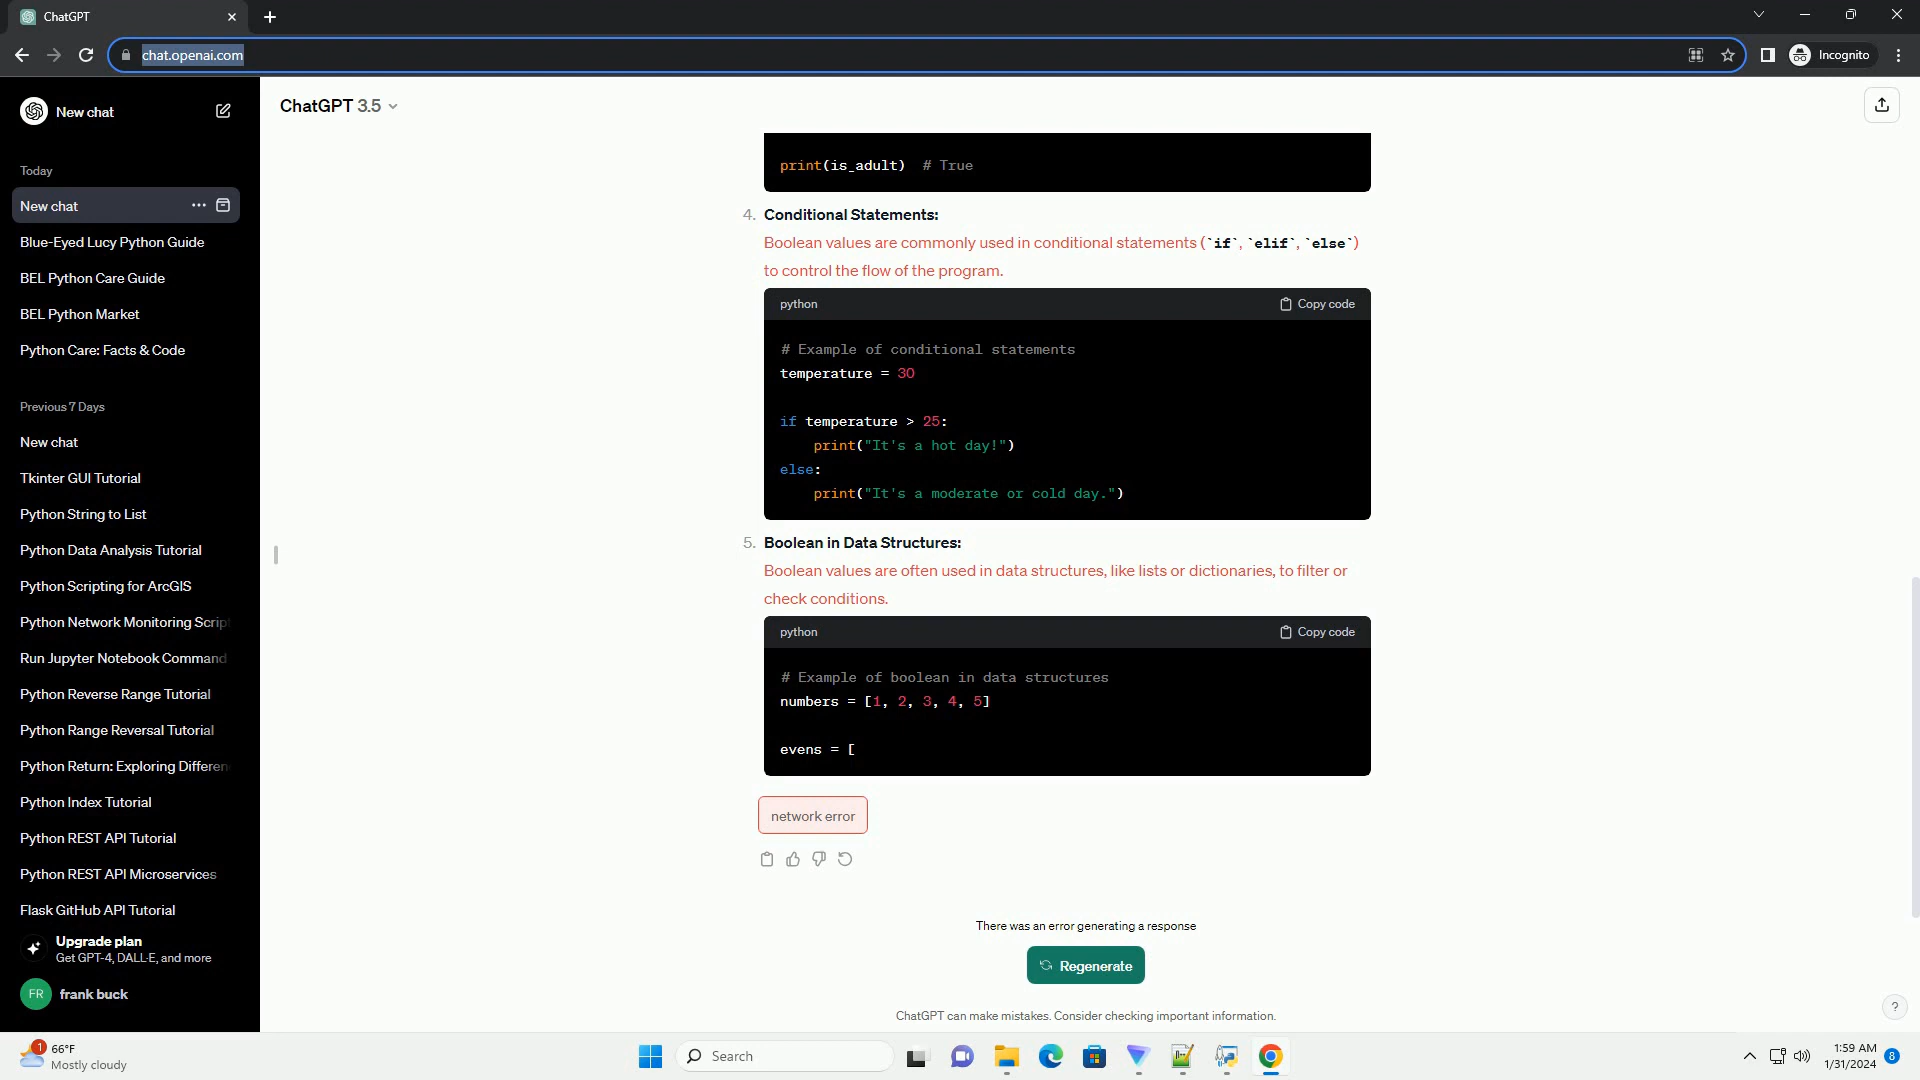 ChatGPT
chat.openai.com
Incognito
New chat
ChatGPT 3.5
Today
New chat
Blue-Eyed Lucy Python Guide
BEL Python Care Guide
BEL Python Market
Python Care: Facts & Code
Previous 7 Days
New chat
Tkinter GUI Tutorial
Python String to List
Python Data Analysis Tutorial
Python Scripting for ArcGIS
Python Network Monitoring Scrip
Run Jupyter Notebook Command
Python Reverse Range Tutorial
Python Range Reversal Tutorial
Python Return: Exploring Differen
Python Index Tutorial
Python REST API Tutorial
Python REST API Microservices
Flask GitHub API Tutorial
Upgrade plan
Get GPT-4, DALL·E, and more
FR frank buck
print(is_adult)  # True
4. Conditional Statements:
Boolean values are commonly used in conditional statements (`if`, `elif`, `else`)
to control the flow of the program.
python Copy code
# Example of conditional statements
temperature = 30
if temperature > 25:
    print("It's a hot day!")
else:
    print("It's a moderate or cold day.")
5. Boolean in Data Structures:
Boolean values are often used in data structures, like lists or dictionaries, to filter or
check conditions.
python Copy code
# Example of boolean in data structures
numbers = [1, 2, 3, 4, 5]
evens = [
network error
There was an error generating a response
Regenerate
ChatGPT can make mistakes. Consider checking important information.
?
1
66°F
Mostly cloudy
Search
1:59 AM
1/31/2024
8